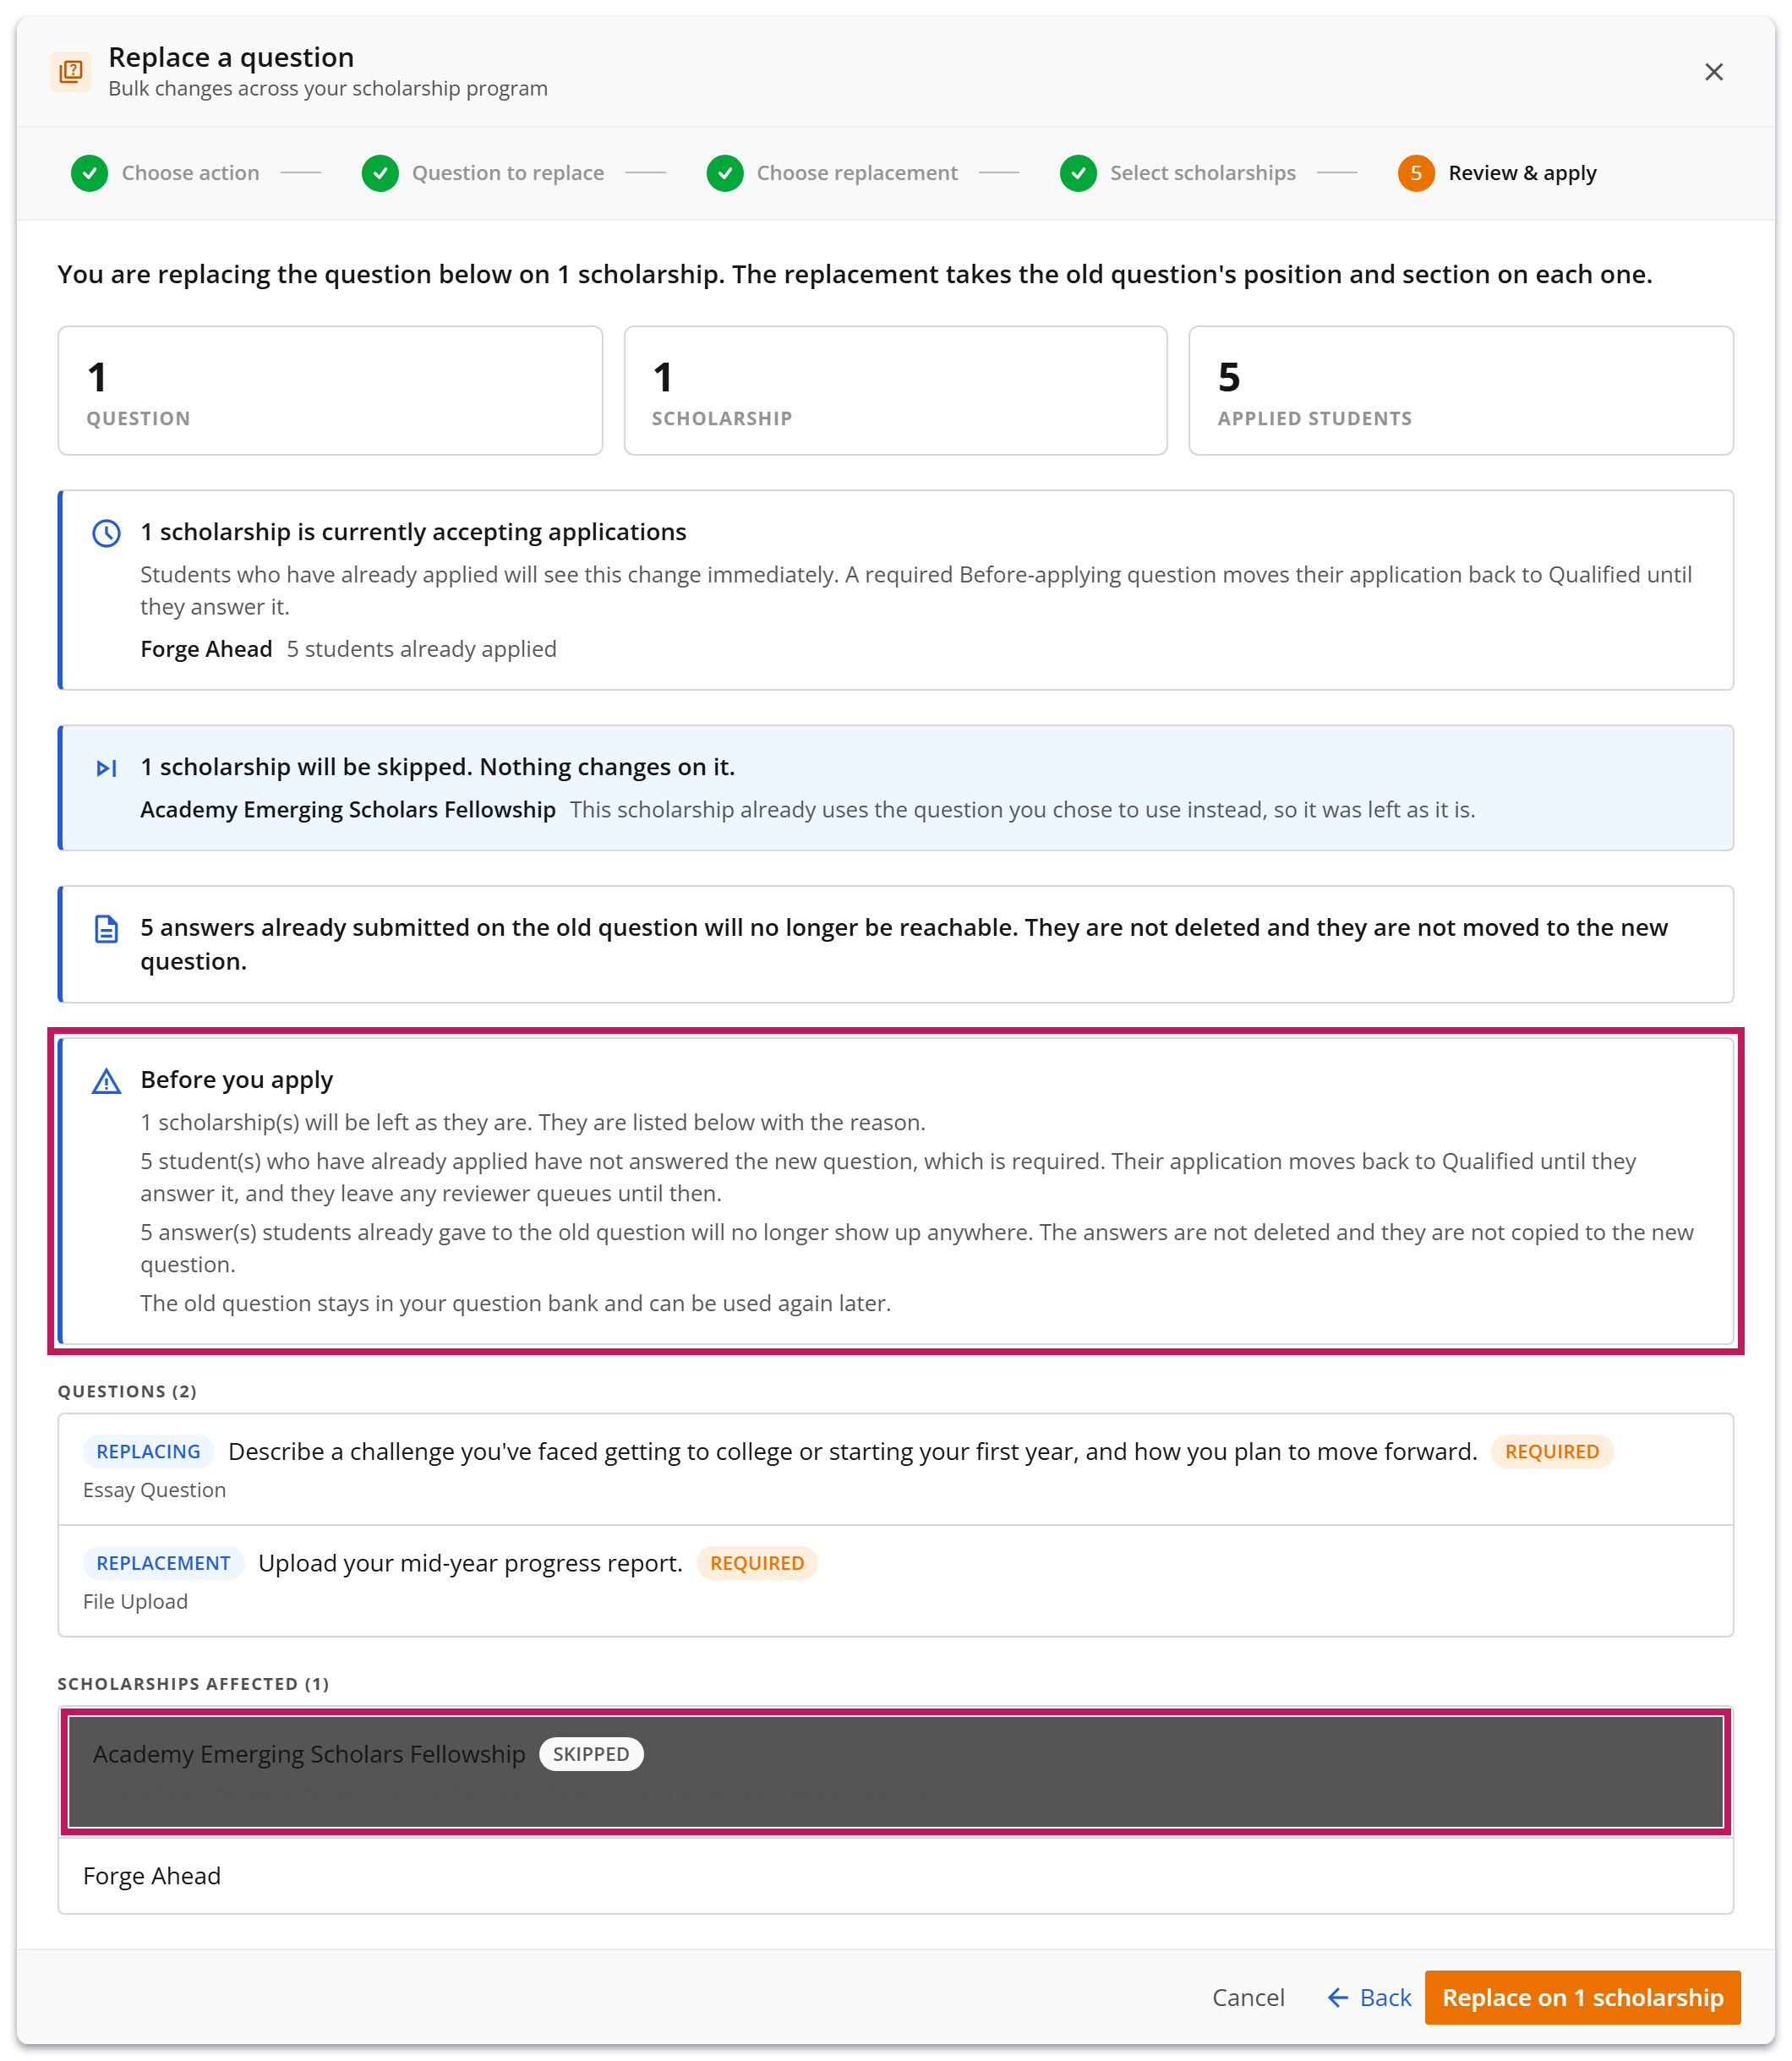 Replace a question
Bulk changes across your scholarship program
Choose action
Question to replace
Choose replacement
Select scholarships
5 Review & apply
You are replacing the question below on 1 scholarship. The replacement takes the old question's position and section on each one.
1
QUESTION
1
SCHOLARSHIP
5
APPLIED STUDENTS
1 scholarship is currently accepting applications
Students who have already applied will see this change immediately. A required Before-applying question moves their application back to Qualified until
they answer it.
Forge Ahead 5 students already applied
1 scholarship will be skipped. Nothing changes on it.
Academy Emerging Scholars Fellowship This scholarship already uses the question you chose to use instead, so it was left as it is.
5 answers already submitted on the old question will no longer be reachable. They are not deleted and they are not moved to the new
question.
Before you apply
1 scholarship(s) will be left as they are. They are listed below with the reason.
5 student(s) who have already applied have not answered the new question, which is required. Their application moves back to Qualified until they
answer it, and they leave any reviewer queues until then.
5 answer(s) students already gave to the old question will no longer show up anywhere. The answers are not deleted and they are not copied to the new
question.
The old question stays in your question bank and can be used again later.
QUESTIONS (2)
REPLACING Describe a challenge you've faced getting to college or starting your first year, and how you plan to move forward. REQUIRED
Essay Question
REPLACEMENT Upload your mid-year progress report. REQUIRED
File Upload
SCHOLARSHIPS AFFECTED (1)
Academy Emerging Scholars Fellowship SKIPPED
Forge Ahead
Cancel
Back
Replace on 1 scholarship